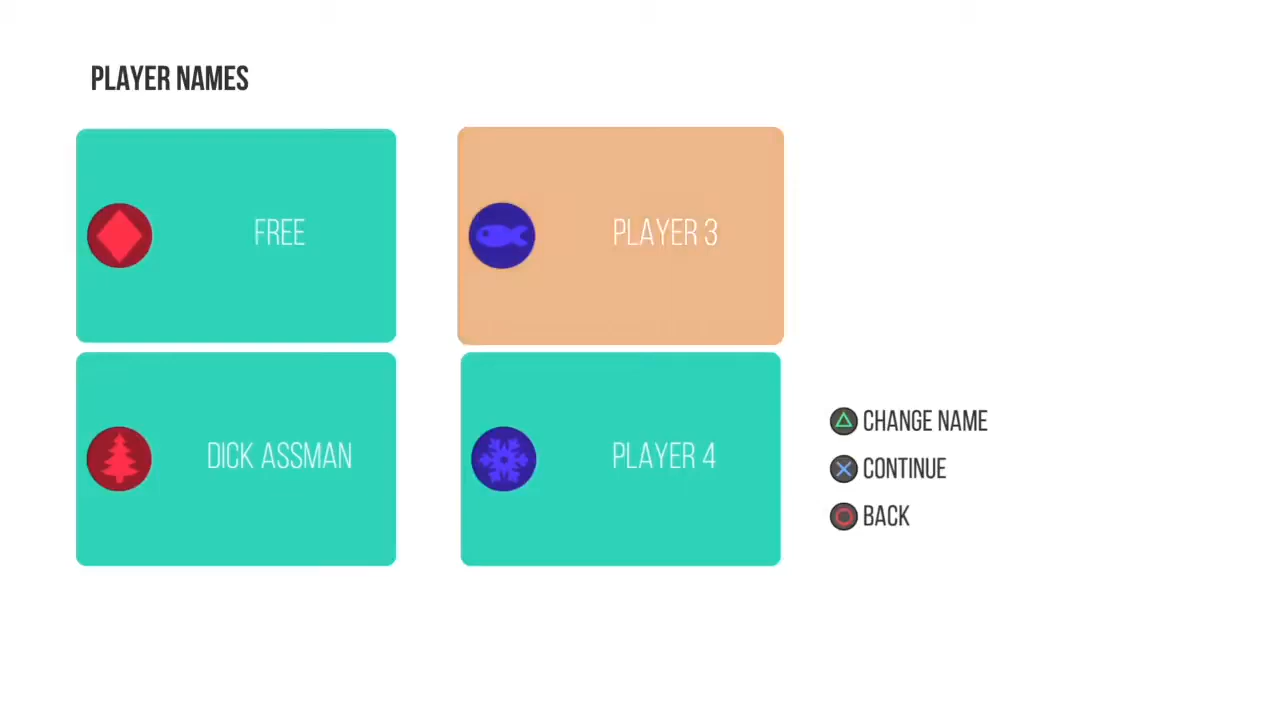 PLAYER NAMES
FREE
PLAYER 3
DICK ASSMAN
PLAYER 4
CHANGE NAME
CONTINUE
BACK